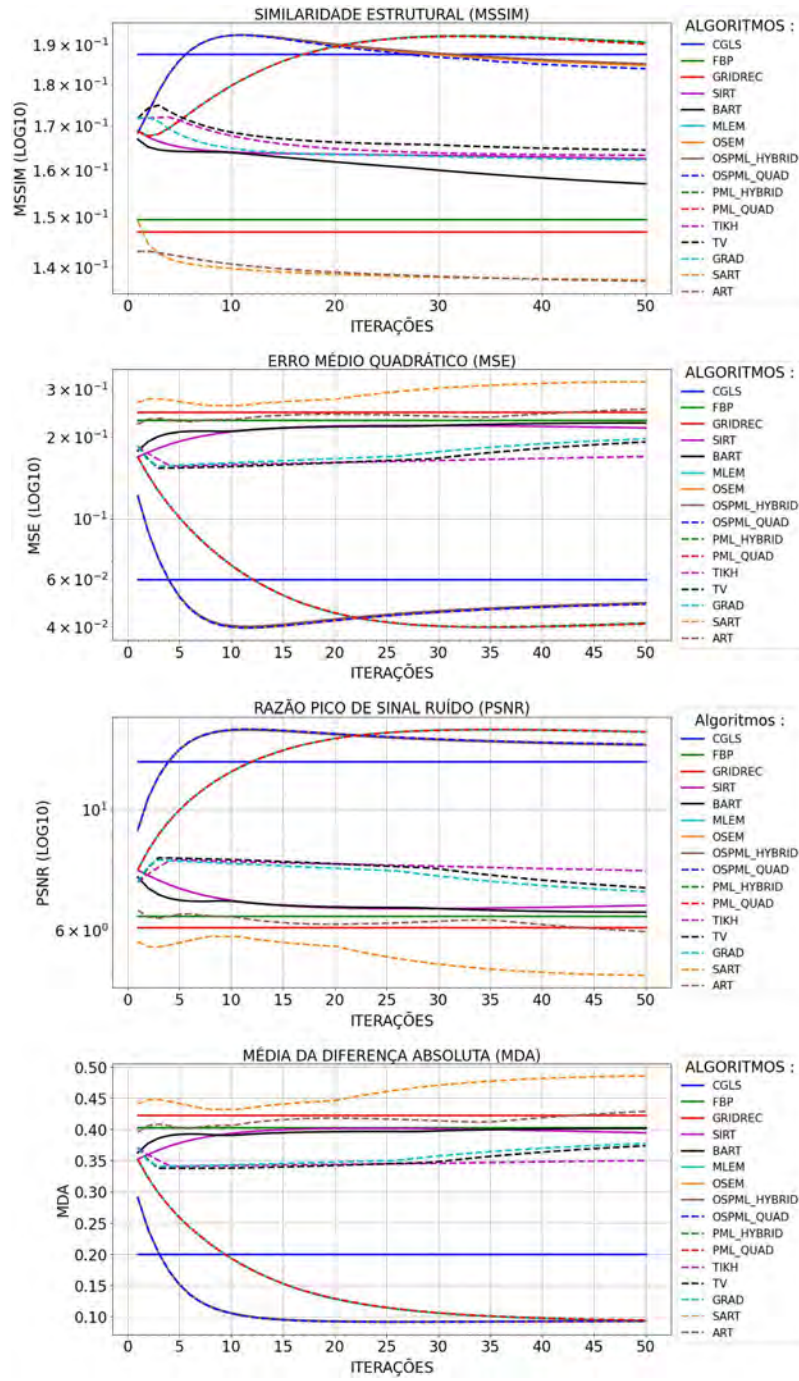 SIMILARIDADE ESTRUTURAL (MSSIM)
MSSIM (LOG10)
1.9 × 10⁻¹
1.8 × 10⁻¹
1.7 × 10⁻¹
1.6 × 10⁻¹
1.5 × 10⁻¹
1.4 × 10⁻¹
0 5 10 15 20 25 30 35 40 45 50
ITERAÇÕES
ALGORITMOS :
CGLS
FBP
GRIDREC
SIRT
BART
MLEM
OSEM
OSPML_HYBRID
OSPML_QUAD
PML_HYBRID
PML_QUAD
TIKH
TV
GRAD
SART
ART
ERRO MÉDIO QUADRÁTICO (MSE)
MSE (LOG10)
3 × 10⁻¹
2 × 10⁻¹
10⁻¹
6 × 10⁻²
4 × 10⁻²
0 5 10 15 20 25 30 35 40 45 50
ITERAÇÕES
ALGORITMOS :
CGLS
FBP
GRIDREC
SIRT
BART
MLEM
OSEM
OSPML_HYBRID
OSPML_QUAD
PML_HYBRID
PML_QUAD
TIKH
TV
GRAD
SART
ART
RAZÃO PICO DE SINAL RUÍDO (PSNR)
PSNR (LOG10)
10¹
6 × 10⁰
0 5 10 15 20 25 30 35 40 45 50
ITERAÇÕES
Algoritmos :
CGLS
FBP
GRIDREC
SIRT
BART
MLEM
OSEM
OSPML_HYBRID
OSPML_QUAD
PML_HYBRID
PML_QUAD
TIKH
TV
GRAD
SART
ART
MÉDIA DA DIFERENÇA ABSOLUTA (MDA)
MDA
0.50
0.45
0.40
0.35
0.30
0.25
0.20
0.15
0.10
0 5 10 15 20 25 30 35 40 45 50
ITERAÇÕES
ALGORITMOS :
CGLS
FBP
GRIDREC
SIRT
BART
MLEM
OSEM
OSPML_HYBRID
OSPML_QUAD
PML_HYBRID
PML_QUAD
TIKH
TV
GRAD
SART
ART